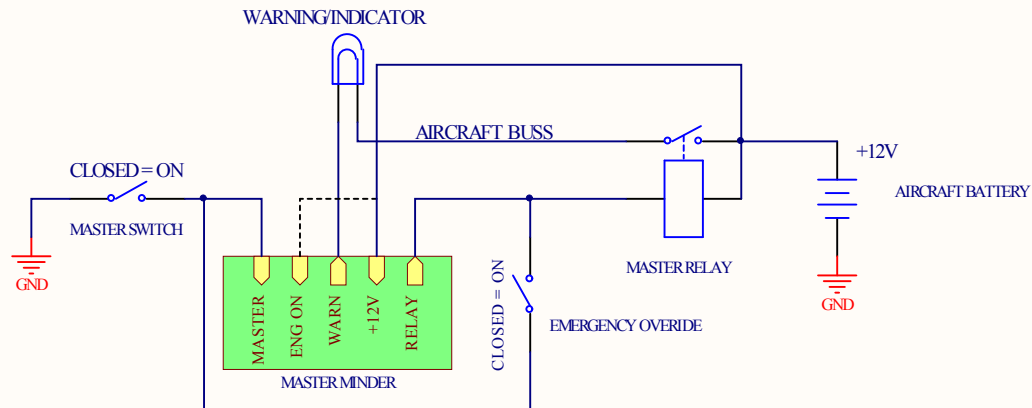 WARNING/INDICATOR
AIRCRAFT BUSS
+12V
CLOSED = ON
AIRCRAFT BATTERY
MASTER SWITCH
GND
MASTER RELAY
GND
MASTER
ENG ON
WARN
+12V
RELAY
CLOSED = ON
EMERGENCY OVERIDE
MASTER MINDER